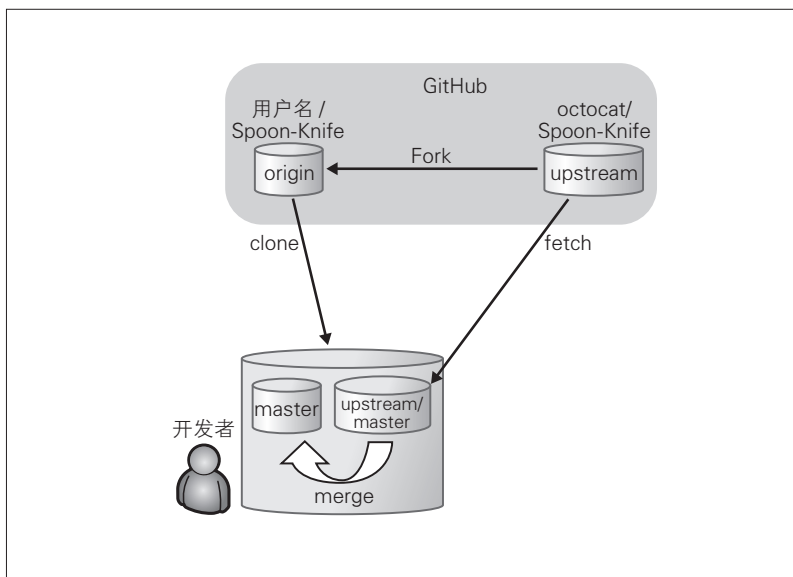 GitHub
用户名 /
Spoon-Knife
octocat/
Spoon-Knife
origin
Fork
upstream
clone
fetch
master
upstream/
master
开发者
merge